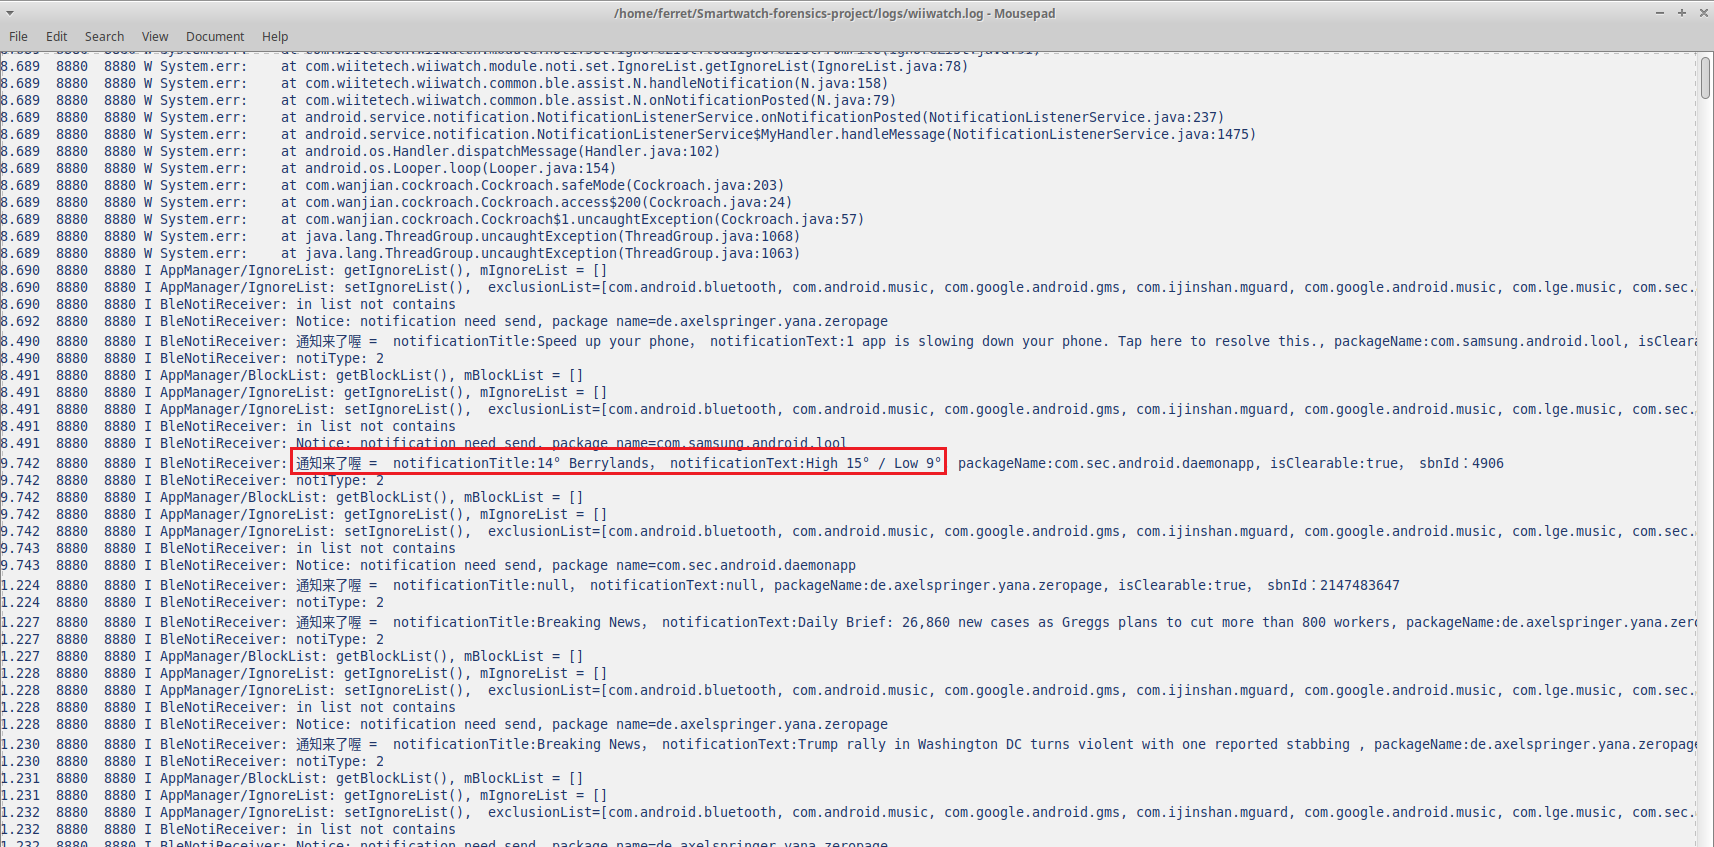 /home/ferret/Smartwatch-forensics-project/logs/wiiwatch.log - Mousepad
File Edit Search View Document Help
8.689  8880  8880 W System.err:    at com.wiitetech.wiiwatch.module.noti.set.IgnoreList.getIgnoreList(IgnoreList.java:78)
8.689  8880  8880 W System.err:    at com.wiitetech.wiiwatch.common.ble.assist.N.handleNotification(N.java:158)
8.689  8880  8880 W System.err:    at com.wiitetech.wiiwatch.common.ble.assist.N.onNotificationPosted(N.java:79)
8.689  8880  8880 W System.err:    at android.service.notification.NotificationListenerService.onNotificationPosted(NotificationListenerService.java:237)
8.689  8880  8880 W System.err:    at android.service.notification.NotificationListenerService$MyHandler.handleMessage(NotificationListenerService.java:1475)
8.689  8880  8880 W System.err:    at android.os.Handler.dispatchMessage(Handler.java:102)
8.689  8880  8880 W System.err:    at android.os.Looper.loop(Looper.java:154)
8.689  8880  8880 W System.err:    at com.wanjian.cockroach.Cockroach.safeMode(Cockroach.java:203)
8.689  8880  8880 W System.err:    at com.wanjian.cockroach.Cockroach.access$200(Cockroach.java:24)
8.689  8880  8880 W System.err:    at com.wanjian.cockroach.Cockroach$1.uncaughtException(Cockroach.java:57)
8.689  8880  8880 W System.err:    at java.lang.ThreadGroup.uncaughtException(ThreadGroup.java:1068)
8.689  8880  8880 W System.err:    at java.lang.ThreadGroup.uncaughtException(ThreadGroup.java:1063)
8.690  8880  8880 I AppManager/IgnoreList: getIgnoreList(), mIgnoreList = []
8.690  8880  8880 I AppManager/IgnoreList: setIgnoreList(),  exclusionList=[com.android.bluetooth, com.android.music, com.google.android.gms, com.ijinshan.mguard, com.google.android.music, com.lge.music, com.sec.
8.690  8880  8880 I BleNotiReceiver: in list not contains
8.692  8880  8880 I BleNotiReceiver: Notice: notification need send, package name=de.axelspringer.yana.zeropage
8.490  8880  8880 I BleNotiReceiver: 通知来了喔 =  notificationTitle:Speed up your phone,  notificationText:1 app is slowing down your phone. Tap here to resolve this., packageName:com.samsung.android.lool, isCleara
8.490  8880  8880 I BleNotiReceiver: notiType: 2
8.491  8880  8880 I AppManager/BlockList: getBlockList(), mBlockList = []
8.491  8880  8880 I AppManager/IgnoreList: getIgnoreList(), mIgnoreList = []
8.491  8880  8880 I AppManager/IgnoreList: setIgnoreList(),  exclusionList=[com.android.bluetooth, com.android.music, com.google.android.gms, com.ijinshan.mguard, com.google.android.music, com.lge.music, com.sec.
8.491  8880  8880 I BleNotiReceiver: in list not contains
8.491  8880  8880 I BleNotiReceiver: Notice: notification need send, package name=com.samsung.android.lool
9.742  8880  8880 I BleNotiReceiver: 通知来了喔 =  notificationTitle:14° Berrylands,  notificationText:High 15° / Low 9°  packageName:com.sec.android.daemonapp, isClearable:true,  sbnId：4906
9.742  8880  8880 I BleNotiReceiver: notiType: 2
9.742  8880  8880 I AppManager/BlockList: getBlockList(), mBlockList = []
9.742  8880  8880 I AppManager/IgnoreList: getIgnoreList(), mIgnoreList = []
9.742  8880  8880 I AppManager/IgnoreList: setIgnoreList(),  exclusionList=[com.android.bluetooth, com.android.music, com.google.android.gms, com.ijinshan.mguard, com.google.android.music, com.lge.music, com.sec.
9.743  8880  8880 I BleNotiReceiver: in list not contains
9.743  8880  8880 I BleNotiReceiver: Notice: notification need send, package name=com.sec.android.daemonapp
1.224  8880  8880 I BleNotiReceiver: 通知来了喔 =  notificationTitle:null,  notificationText:null, packageName:de.axelspringer.yana.zeropage, isClearable:true,  sbnId：2147483647
1.224  8880  8880 I BleNotiReceiver: notiType: 2
1.227  8880  8880 I BleNotiReceiver: 通知来了喔 =  notificationTitle:Breaking News,  notificationText:Daily Brief: 26,860 new cases as Greggs plans to cut more than 800 workers, packageName:de.axelspringer.yana.zero
1.227  8880  8880 I BleNotiReceiver: notiType: 2
1.227  8880  8880 I AppManager/BlockList: getBlockList(), mBlockList = []
1.228  8880  8880 I AppManager/IgnoreList: getIgnoreList(), mIgnoreList = []
1.228  8880  8880 I AppManager/IgnoreList: setIgnoreList(),  exclusionList=[com.android.bluetooth, com.android.music, com.google.android.gms, com.ijinshan.mguard, com.google.android.music, com.lge.music, com.sec.
1.228  8880  8880 I BleNotiReceiver: in list not contains
1.228  8880  8880 I BleNotiReceiver: Notice: notification need send, package name=de.axelspringer.yana.zeropage
1.230  8880  8880 I BleNotiReceiver: 通知来了喔 =  notificationTitle:Breaking News,  notificationText:Trump rally in Washington DC turns violent with one reported stabbing , packageName:de.axelspringer.yana.zeropage
1.230  8880  8880 I BleNotiReceiver: notiType: 2
1.231  8880  8880 I AppManager/BlockList: getBlockList(), mBlockList = []
1.231  8880  8880 I AppManager/IgnoreList: getIgnoreList(), mIgnoreList = []
1.232  8880  8880 I AppManager/IgnoreList: setIgnoreList(),  exclusionList=[com.android.bluetooth, com.android.music, com.google.android.gms, com.ijinshan.mguard, com.google.android.music, com.lge.music, com.sec.
1.232  8880  8880 I BleNotiReceiver: in list not contains
1.232  8880  8880 I BleNotiReceiver: Notice: notification need send, package name=de.axelspringer.yana.zeropage